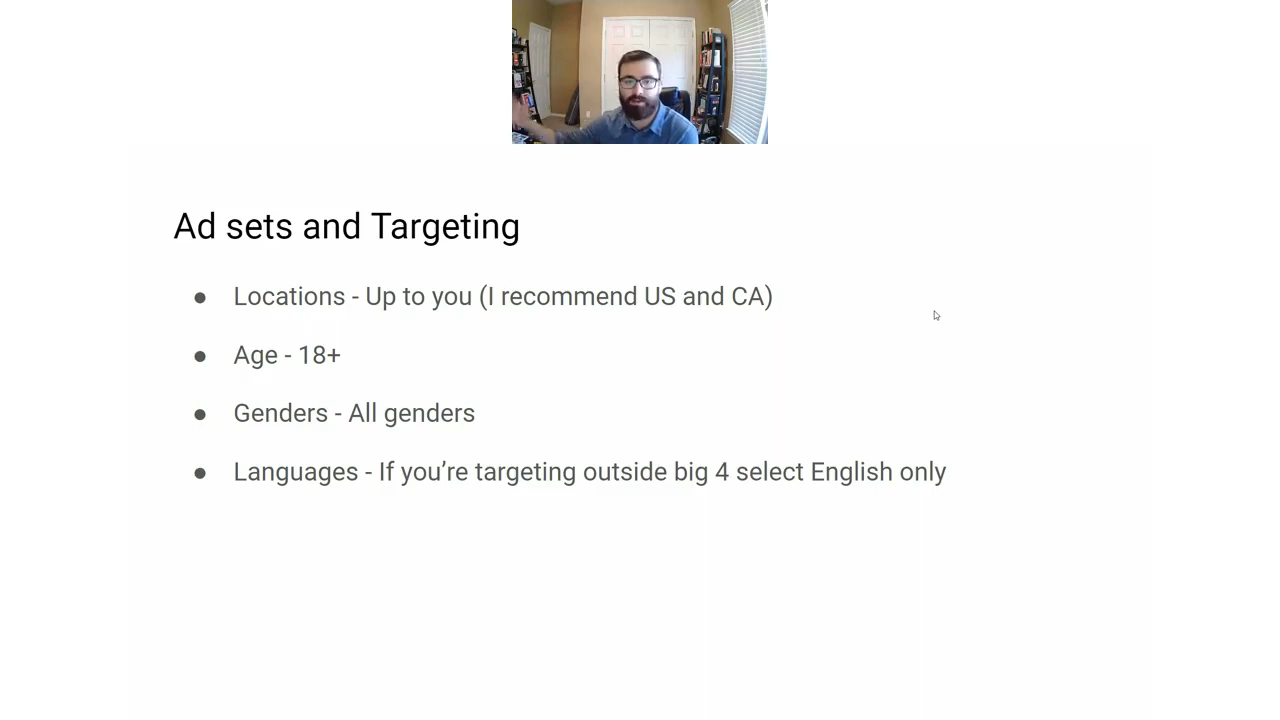 Ad sets and Targeting
● Locations - Up to you (I recommend US and CA)
● Age - 18+
● Genders - All genders
● Languages - If you’re targeting outside big 4 select English only